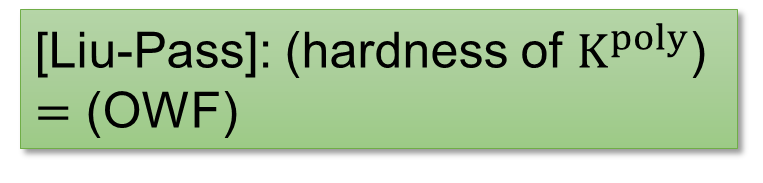 [Liu-Pass]: (hardness of K^poly)
= (OWF)